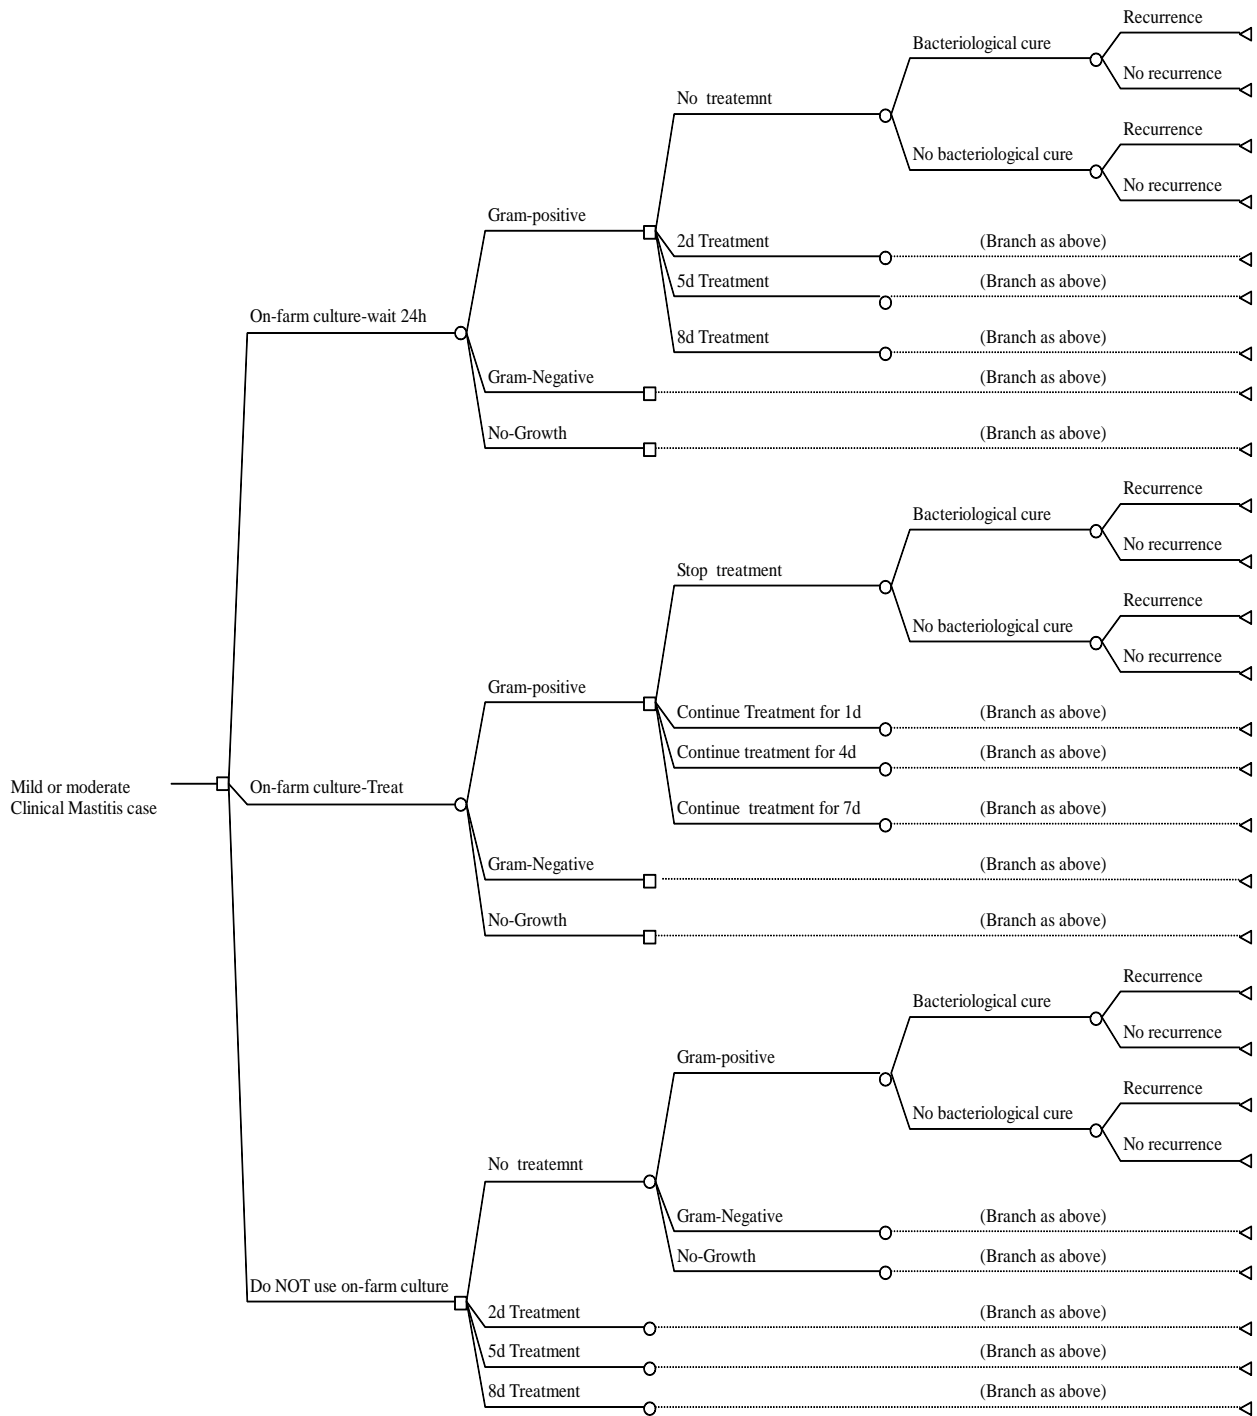 Recurrence
Bacteriological cure
No recurrence
No treatemnt
Recurrence
No bacteriological cure
No recurrence
Gram-positive
2d Treatment (Branch as above)
5d Treatment (Branch as above)
On-farm culture-wait 24h
8d Treatment (Branch as above)
Gram-Negative (Branch as above)
No-Growth (Branch as above)
Recurrence
Bacteriological cure
No recurrence
Stop treatment
Recurrence
No bacteriological cure
No recurrence
Gram-positive
Continue Treatment for 1d (Branch as above)
Continue treatment for 4d (Branch as above)
Mild or moderate
Clinical Mastitis case
On-farm culture-Treat
Continue treatment for 7d (Branch as above)
Gram-Negative (Branch as above)
No-Growth (Branch as above)
Recurrence
Bacteriological cure
No recurrence
Gram-positive
Recurrence
No bacteriological cure
No recurrence
No treatemnt
Gram-Negative (Branch as above)
No-Growth (Branch as above)
Do NOT use on-farm culture
2d Treatment (Branch as above)
5d Treatment (Branch as above)
8d Treatment (Branch as above)